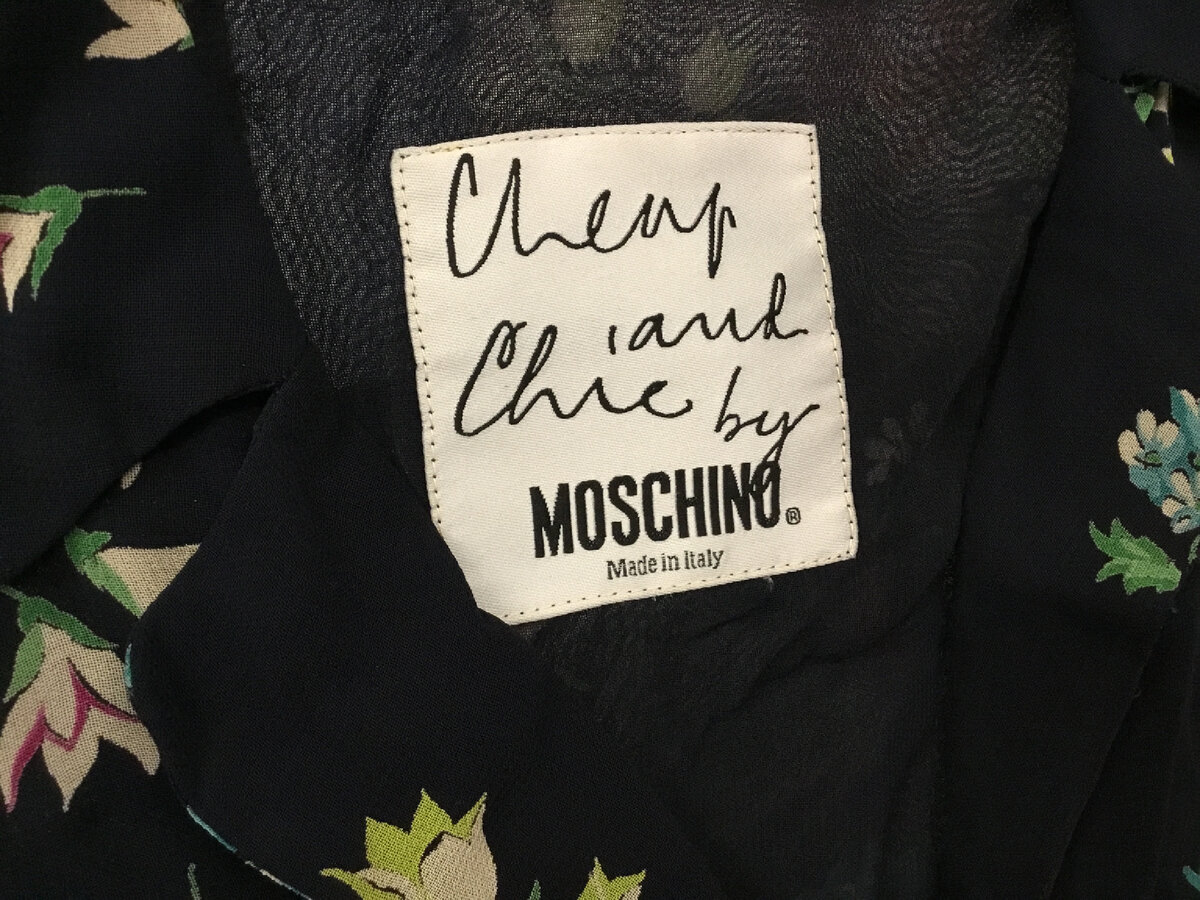 Cheap
and
Chic by
MOSCHINO®
Made in Italy